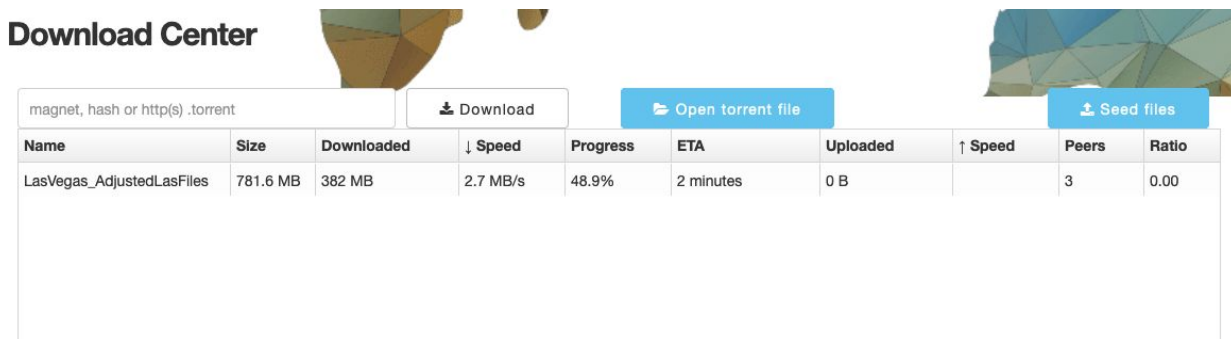 Download Center
magnet, hash or http(s) .torrent Download Open torrent file Seed files
Name Size Downloaded ↓ Speed Progress ETA Uploaded ↑ Speed Peers Ratio
LasVegas_AdjustedLasFiles 781.6 MB 382 MB 2.7 MB/s 48.9% 2 minutes 0 B 3 0.00